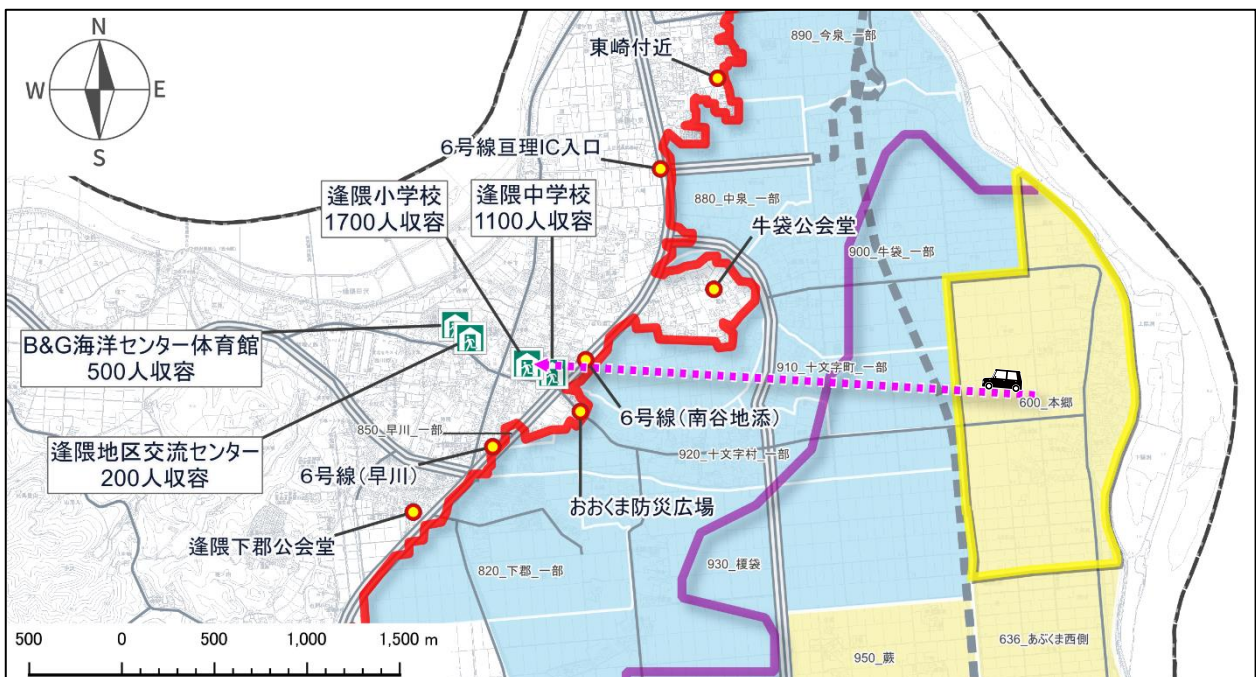 N
W
E
S
890_今泉_一部
東崎付近
6号線亘理IC入口
逢隈小学校
1700人収容
逢隈中学校
1100人収容
880_中泉_一部
牛袋公会堂
900_牛袋_一部
B&G海洋センター体育館
500人収容
910_十文字町_一部
600_本郷
逢隈地区交流センター
200人収容
850_早川_一部
6号線(南谷地添)
920_十文字村_一部
6号線(早川)
おおくま防災広場
逢隈下郡公会堂
820_下郡_一部
930_榎袋
636_あぶくま西側
950_蕨
500
0
500
1,000
1,500 m